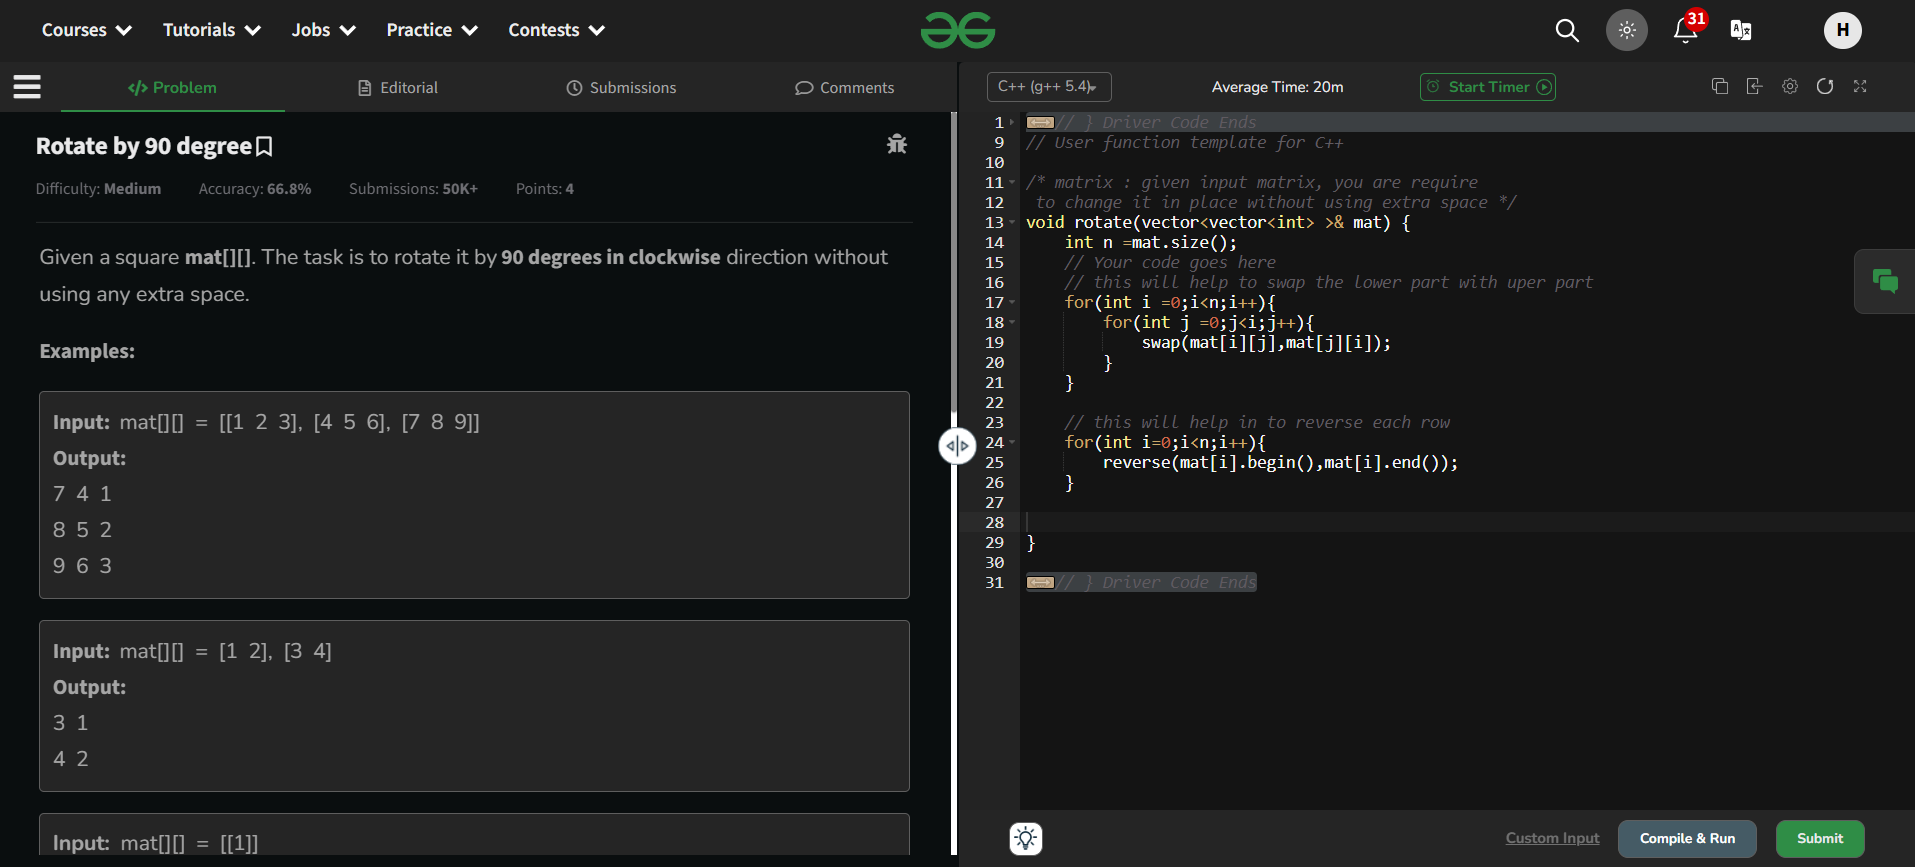 Courses Tutorials Jobs Practice Contests 31 H
Problem Editorial Submissions Comments
Rotate by 90 degree
Difficulty: Medium Accuracy: 66.8% Submissions: 50K+ Points: 4
Given a square mat[][]. The task is to rotate it by 90 degrees in clockwise direction without
using any extra space.
Examples:
Input: mat[][] = [[1 2 3], [4 5 6], [7 8 9]]
Output:
7 4 1
8 5 2
9 6 3
Input: mat[][] = [1 2], [3 4]
Output:
3 1
4 2
Input: mat[][] = [[1]]
C++ (g++ 5.4) Average Time: 20m Start Timer
1 // } Driver Code Ends
9 // User function template for C++
10
11 /* matrix : given input matrix, you are require
12 to change it in place without using extra space */
13 void rotate(vector<vector<int> >& mat) {
14 int n =mat.size();
15 // Your code goes here
16 // this will help to swap the lower part with uper part
17 for(int i =0;i<n;i++){
18 for(int j =0;j<i;j++){
19 swap(mat[i][j],mat[j][i]);
20 }
21 }
22
23 // this will help in to reverse each row
24 for(int i=0;i<n;i++){
25 reverse(mat[i].begin(),mat[i].end());
26 }
27
28
29 }
30
31 // } Driver Code Ends
Custom Input Compile & Run Submit